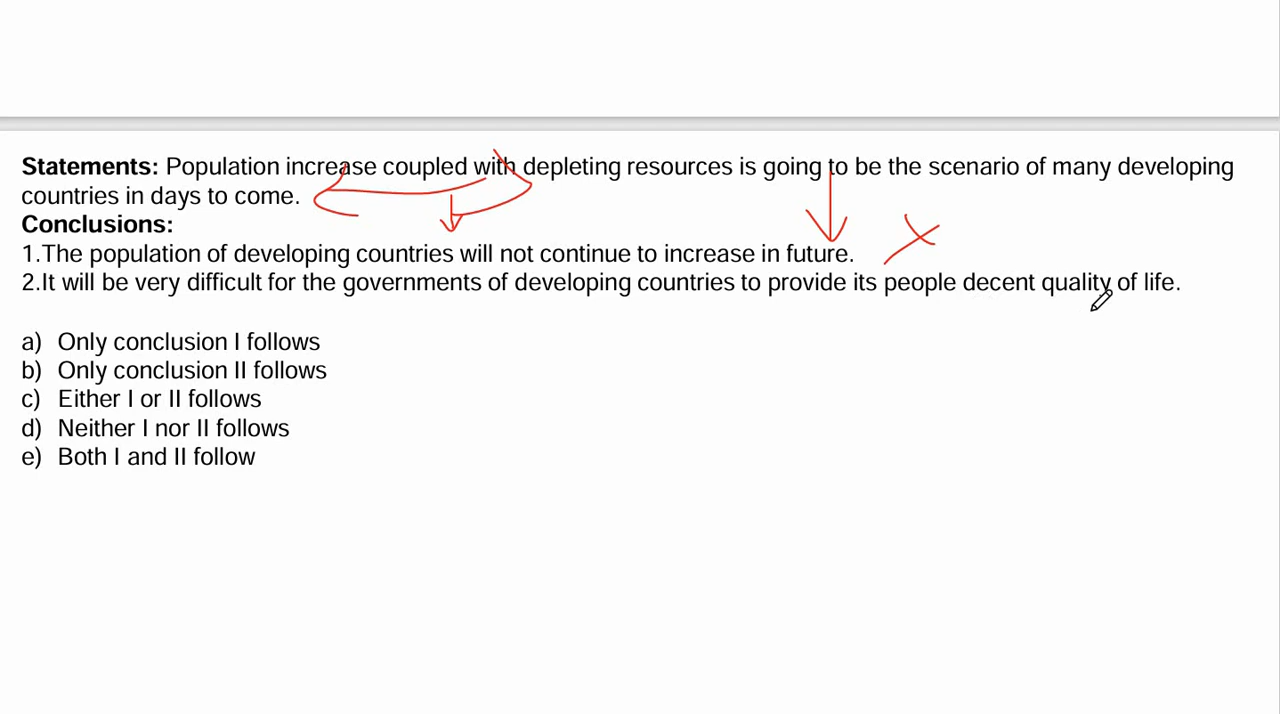 Statements: Population increase coupled with depleting resources is going to be the scenario of many developing
countries in days to come.
Conclusions:
1.The population of developing countries will not continue to increase in future.
2.It will be very difficult for the governments of developing countries to provide its people decent quality of life.
a) Only conclusion I follows
b) Only conclusion II follows
c) Either I or II follows
d) Neither I nor II follows
e) Both I and II follow